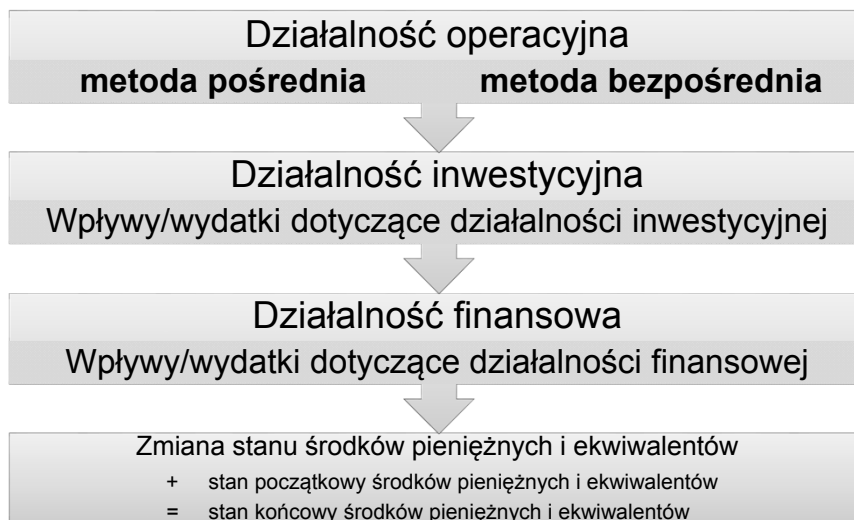 Działalność operacyjna
metoda pośrednia metoda bezpośrednia
Działalność inwestycyjna
Wpływy/wydatki dotyczące działalności inwestycyjnej
Działalność finansowa
Wpływy/wydatki dotyczące działalności finansowej
Zmiana stanu środków pieniężnych i ekwiwalentów
+ stan początkowy środków pieniężnych i ekwiwalentów
= stan końcowy środków pieniężnych i ekwiwalentów